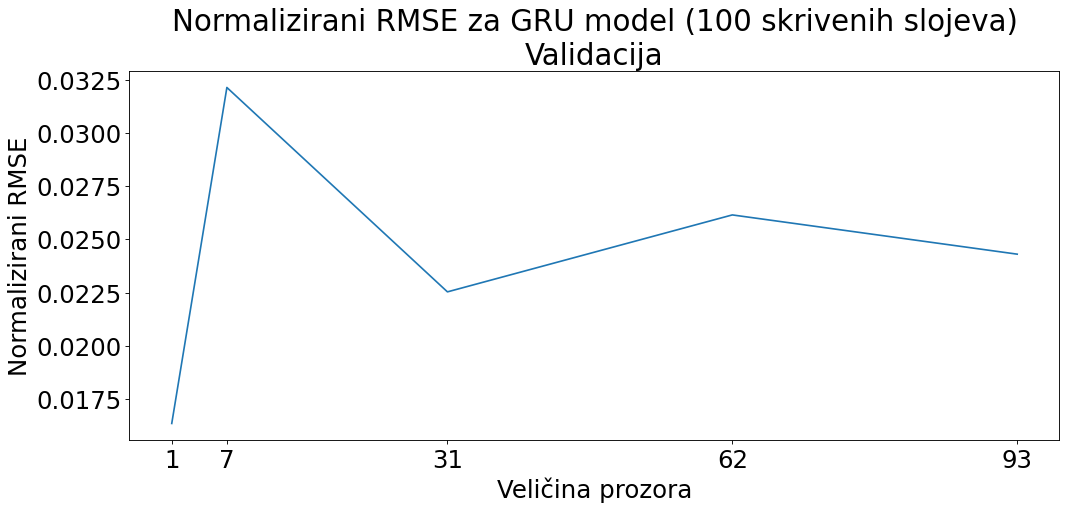 Normalizirani RMSE za GRU model (100 skrivenih slojeva)
Validacija
Normalizirani RMSE
0.0325
0.0300
0.0275
0.0250
0.0225
0.0200
0.0175
1 7 31 62 93
Veličina prozora